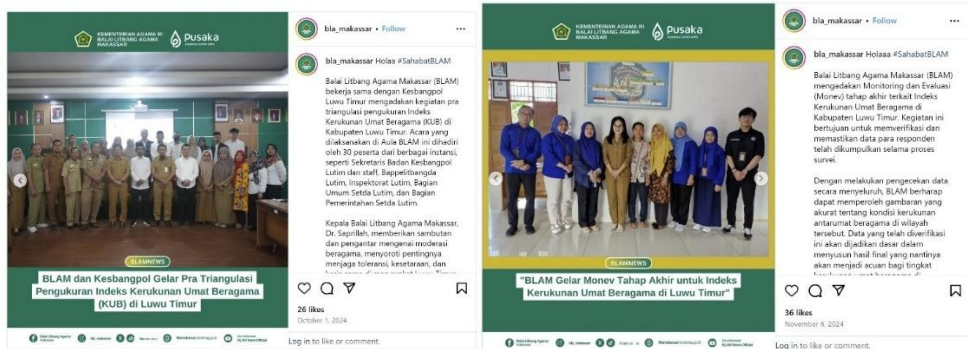 KEMENTERIAN AGAMA RI
BALAI LITBANG AGAMA
MAKASSAR
Pusaka
BLAMNEWS
BLAM dan Kesbangpol Gelar Pra Triangulasi
Pengukuran Indeks Kerukunan Umat Beragama
(KUB) di Luwu Timur
bla_makassar • Follow
bla_makassar Holaa #SahabatBLAM
Balai Litbang Agama Makassar (BLAM)
bekerja sama dengan Kesbangpol
Luwu Timur mengadakan kegiatan pra
triangulasi pengukuran Indeks
Kerukunan Umat Beragama (KUB) di
Kabupaten Luwu Timur. Acara yang
dilaksanakan di Aula BLAM ini dihadiri
oleh 30 peserta dari berbagai instansi,
seperti Sekretaris Badan Kesbangpol
Lutim dan staff, Bappelitbangda
Lutim, Inspektorat Lutim, Bagian
Umum Setda Lutim, dan Bagian
Pemerintahan Setda Lutim.
Kepala Balai Litbang Agama Makassar,
Dr. Saprillah, memberikan sambutan
dan pengantar mengenai moderasi
beragama, menyoroti pentingnya
menjaga toleransi, kesetaraan, dan
26 likes
October 1, 2024
Log in to like or comment.
KEMENTERIAN AGAMA RI
BALAI LITBANG AGAMA
MAKASSAR
Pusaka
BLAMNEWS
"BLAM Gelar Monev Tahap Akhir untuk Indeks
Kerukunan Umat Beragama di Luwu Timur"
bla_makassar • Follow
bla_makassar Holaaa #SahabatBLAM
Balai Litbang Agama Makassar (BLAM)
mengadakan Monitoring dan Evaluasi
(Monev) tahap akhir terkait Indeks
Kerukunan Umat Beragama di
Kabupaten Luwu Timur. Kegiatan ini
bertujuan untuk memverifikasi dan
memastikan data para responden
telah dikumpulkan selama proses
survei.
Dengan melakukan pengecekan data
secara menyeluruh, BLAM berharap
dapat memperoleh gambaran yang
akurat tentang kondisi kerukunan
antarumat beragama di wilayah
tersebut. Data yang telah diverifikasi
ini akan dijadikan dasar dalam
menyusun hasil final yang nantinya
akan menjadi acuan bagi tingkat
36 likes
November 6, 2024
Log in to like or comment.